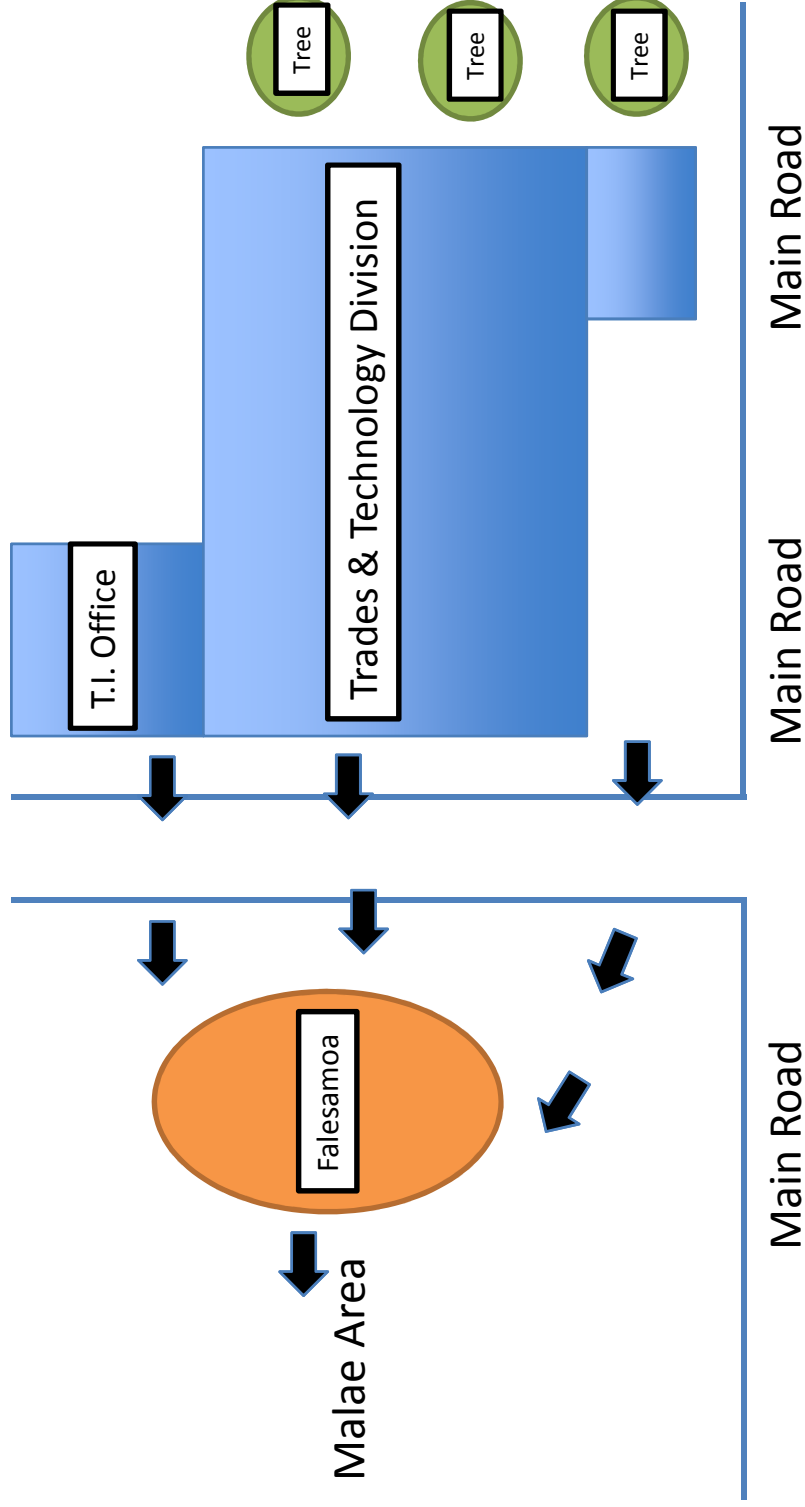 T.I. Office
Malae Area
Falesamoa
Trades & Technology Division
Tree
Tree
Tree
Main Road
Main Road
Main Road